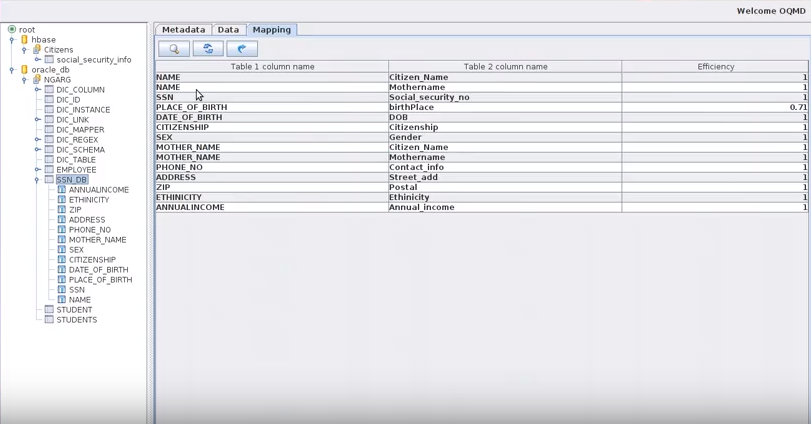 Welcome OQMD
root
hbase
Citizens
social_security_info
oracle_db
NGARG
DIC_COLUMN
DIC_ID
DIC_INSTANCE
DIC_LINK
DIC_MAPPER
DIC_REGEX
DIC_SCHEMA
DIC_TABLE
EMPLOYEE
SSN_DB
ANNUALINCOME
ETHINICITY
ZIP
ADDRESS
PHONE_NO
MOTHER_NAME
SEX
CITIZENSHIP
DATE_OF_BIRTH
PLACE_OF_BIRTH
SSN
NAME
STUDENT
STUDENTS
Metadata Data Mapping
Table 1 column name Table 2 column name Efficiency
NAME Citizen_Name 1
NAME Mothername 1
SSN Social_security_no 1
PLACE_OF_BIRTH birthPlace 0.71
DATE_OF_BIRTH DOB 1
CITIZENSHIP Citizenship 1
SEX Gender 1
MOTHER_NAME Citizen_Name 1
MOTHER_NAME Mothername 1
PHONE_NO Contact_info 1
ADDRESS Street_add 1
ZIP Postal 1
ETHINICITY Ethinicity 1
ANNUALINCOME Annual_income 1